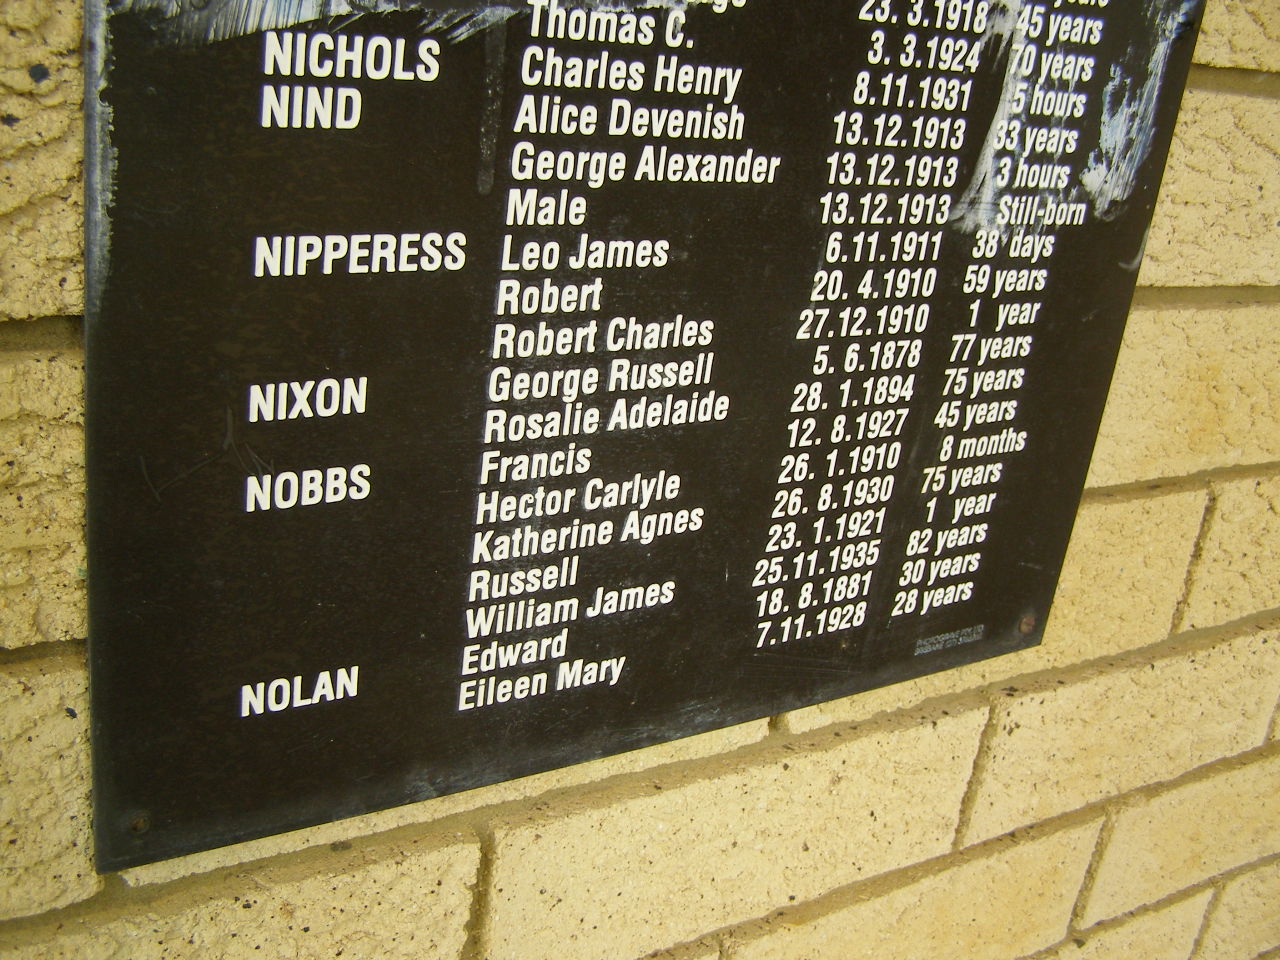 23. 3.1918 45 years
Thomas C. 3. 3.1924 70 years
NICHOLS Charles Henry 8.11.1931 5 hours
NIND Alice Devenish 13.12.1913 33 years
George Alexander 13.12.1913 3 hours
Male 13.12.1913 Still-born
NIPPERESS Leo James 6.11.1911 38 days
Robert 20. 4.1910 59 years
Robert Charles 27.12.1910 1 year
NIXON George Russell 5. 6.1878 77 years
Rosalie Adelaide 28. 1.1894 75 years
NOBBS Francis 12. 8.1927 45 years
Hector Carlyle 26. 1.1910 8 months
Katherine Agnes 26. 8.1930 75 years
Russell 23. 1.1921 1 year
William James 25.11.1935 82 years
NOLAN Edward 18. 8.1881 30 years
Eileen Mary 7.11.1928 28 years